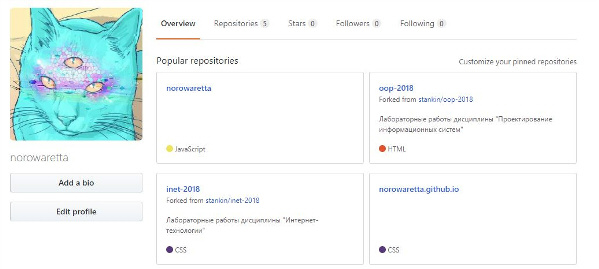 Overview Repositories 5 Stars 0 Followers 0 Following 0
Popular repositories
Customize your pinned repositories
norowaretta
JavaScript
oop-2018
Forked from stankin/oop-2018
Лабораторные работы дисциплины "Проектирование
информационных систем"
HTML
norowaretta
Add a bio
Edit profile
inet-2018
Forked from stankin/inet-2018
Лабораторные работы дисциплины "Интернет-
технологии"
CSS
norowaretta.github.io
CSS